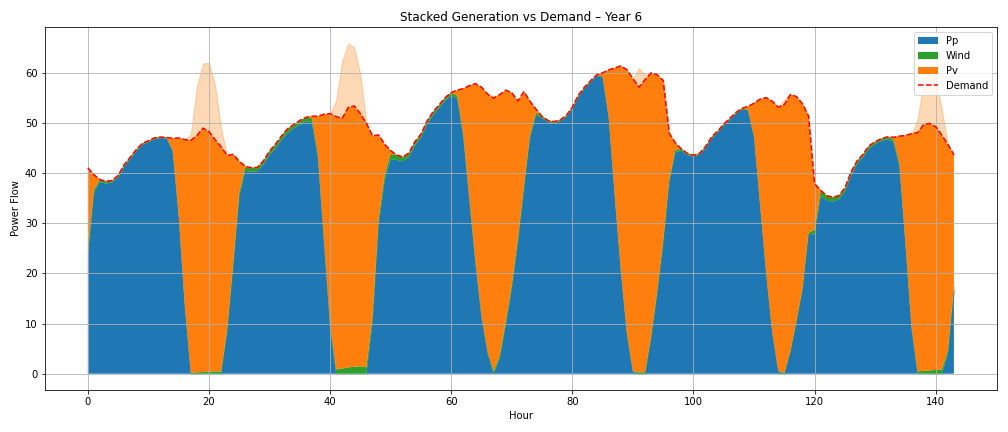 Stacked Generation vs Demand – Year 6
Pp
Wind
Pv
Demand
Power Flow
60
50
40
30
20
10
0
0 20 40 60 80 100 120 140
Hour